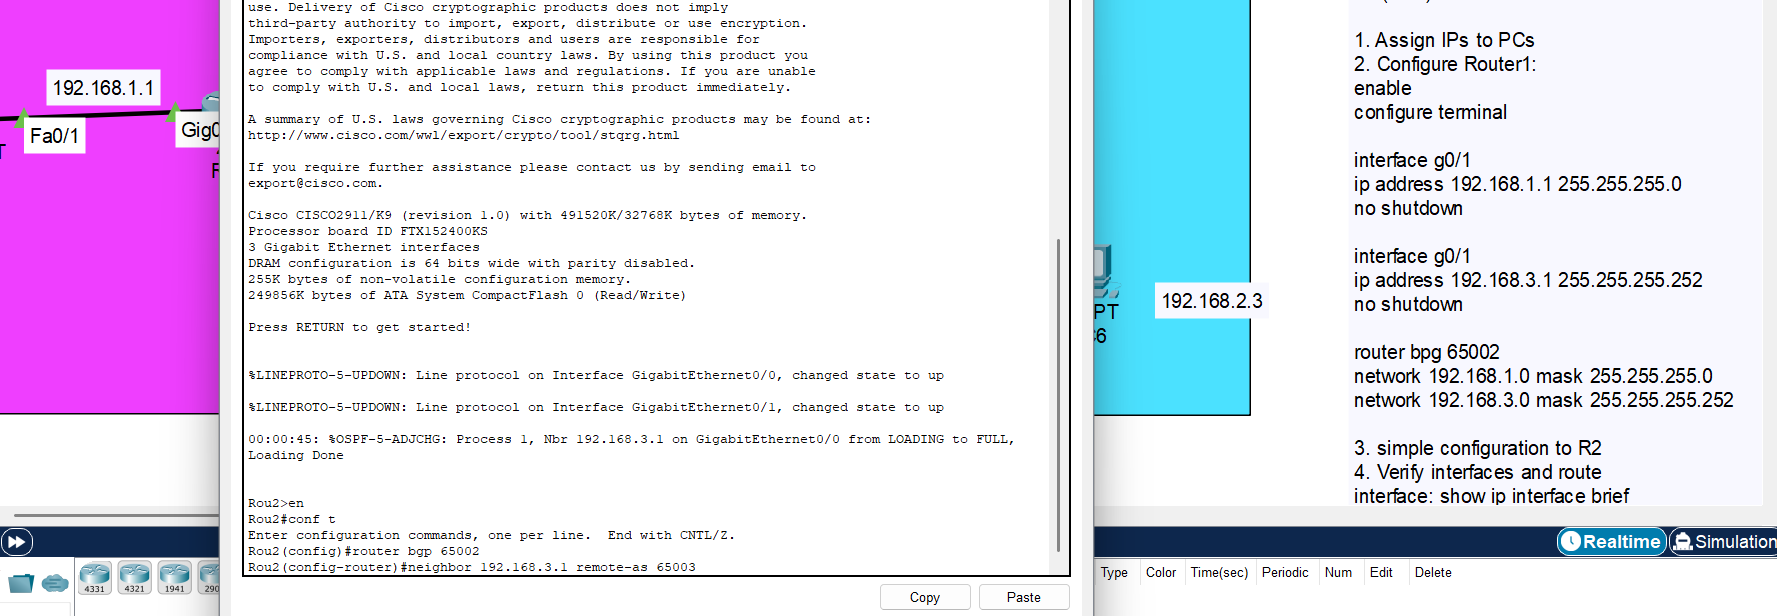 192.168.1.1
Fa0/1
Gig0
use. Delivery of Cisco cryptographic products does not imply
third-party authority to import, export, distribute or use encryption.
Importers, exporters, distributors and users are responsible for
compliance with U.S. and local country laws. By using this product you
agree to comply with applicable laws and regulations. If you are unable
to comply with U.S. and local laws, return this product immediately.
A summary of U.S. laws governing Cisco cryptographic products may be found at:
http://www.cisco.com/wwl/export/crypto/tool/stqrg.html
If you require further assistance please contact us by sending email to
export@cisco.com.
Cisco CISCO2911/K9 (revision 1.0) with 491520K/32768K bytes of memory.
Processor board ID FTX152400KS
3 Gigabit Ethernet interfaces
DRAM configuration is 64 bits wide with parity disabled.
255K bytes of non-volatile configuration memory.
249856K bytes of ATA System CompactFlash 0 (Read/Write)
Press RETURN to get started!
%LINEPROTO-5-UPDOWN: Line protocol on Interface GigabitEthernet0/0, changed state to up
%LINEPROTO-5-UPDOWN: Line protocol on Interface GigabitEthernet0/1, changed state to up
00:00:45: %OSPF-5-ADJCHG: Process 1, Nbr 192.168.3.1 on GigabitEthernet0/0 from LOADING to FULL,
Loading Done
Rou2>en
Rou2#conf t
Enter configuration commands, one per line.  End with CNTL/Z.
Rou2(config)#router bgp 65002
Rou2(config-router)#neighbor 192.168.3.1 remote-as 65003
Copy
Paste
PT
192.168.2.3
1. Assign IPs to PCs
2. Configure Router1:
enable
configure terminal
interface g0/1
ip address 192.168.1.1 255.255.255.0
no shutdown
interface g0/1
ip address 192.168.3.1 255.255.255.252
no shutdown
router bpg 65002
network 192.168.1.0 mask 255.255.255.0
network 192.168.3.0 mask 255.255.255.252
3. simple configuration to R2
4. Verify interfaces and route
interface: show ip interface brief
Realtime
Simulation
4331
4321
1941
290
Type Color Time(sec) Periodic Num Edit Delete